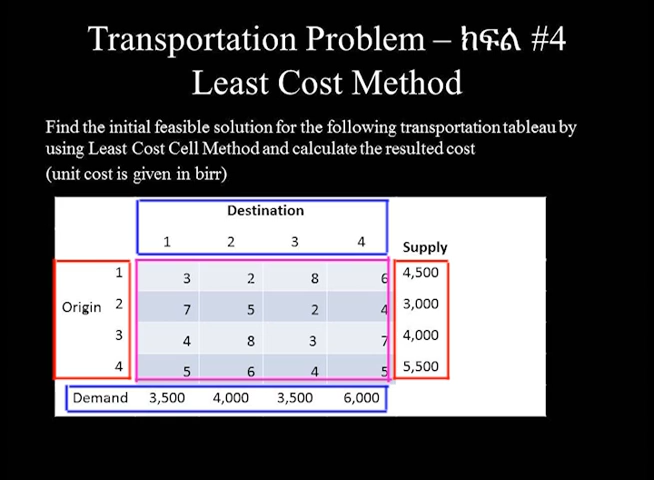 Transportation Problem – ክፍል #4
Least Cost Method
Find the initial feasible solution for the following transportation tableau by
using Least Cost Cell Method and calculate the resulted cost
(unit cost is given in birr)
Destination
1 2 3 4 Supply
1 3 2 8 6 4,500
Origin 2 7 5 2 4 3,000
3 4 8 3 7 4,000
4 5 6 4 5 5,500
Demand 3,500 4,000 3,500 6,000